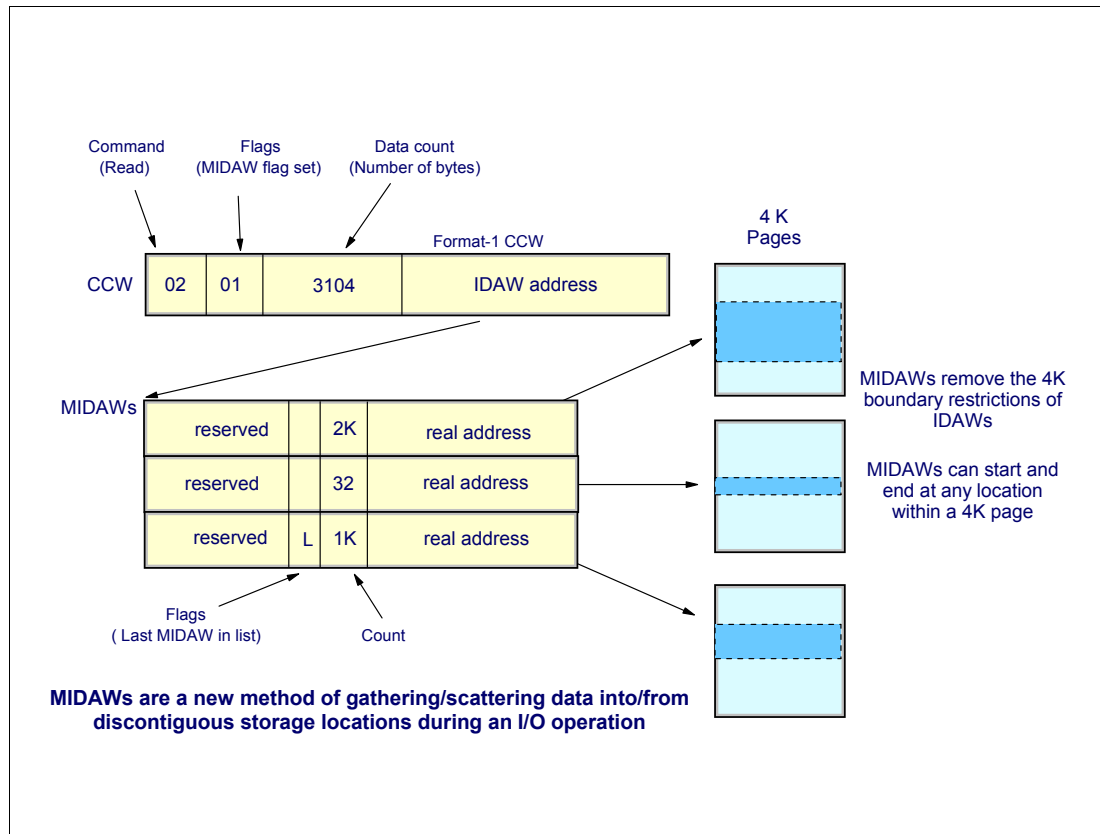 Command
(Read)
Flags
(MIDAW flag set)
Data count
(Number of bytes)
4 K
Pages
Format-1 CCW
CCW
02
01
3104
IDAW address
MIDAWs
reserved
2K
real address
reserved
32
real address
reserved
L
1K
real address
MIDAWs remove the 4K
boundary restrictions of
IDAWs
MIDAWs can start and
end at any location
within a 4K page
Flags
( Last MIDAW in list)
Count
MIDAWs are a new method of gathering/scattering data into/from
discontiguous storage locations during an I/O operation